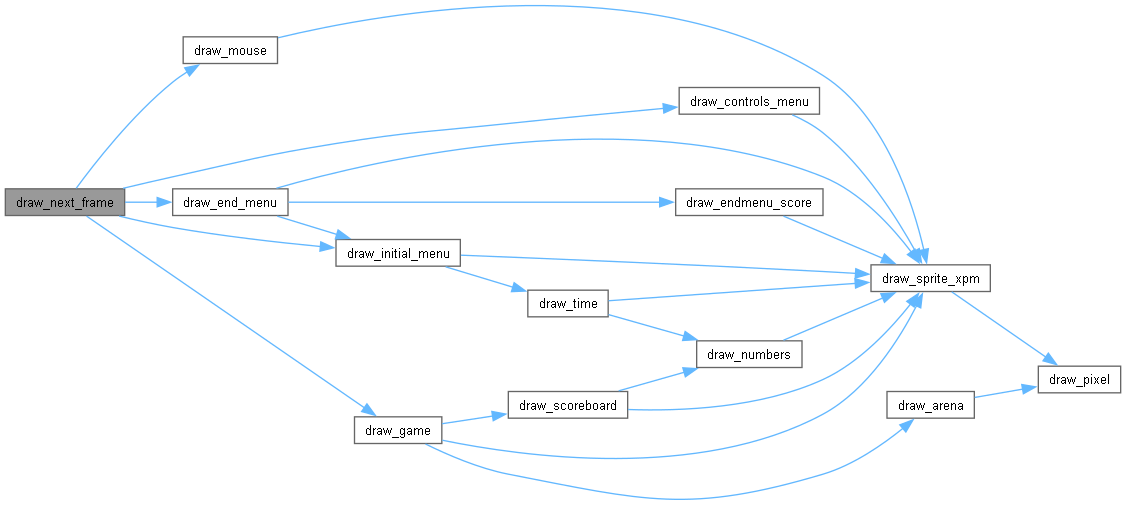 draw_mouse
draw_controls_menu
draw_next_frame
draw_end_menu
draw_endmenu_score
draw_initial_menu
draw_sprite_xpm
draw_time
draw_numbers
draw_pixel
draw_scoreboard
draw_arena
draw_game